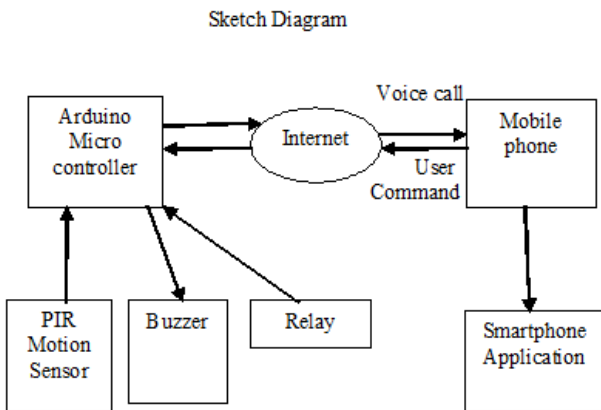 Sketch Diagram
Arduino
Micro
controller
Internet
Voice call
User
Command
Mobile
phone
PIR
Motion
Sensor
Buzzer
Relay
Smartphone
Application